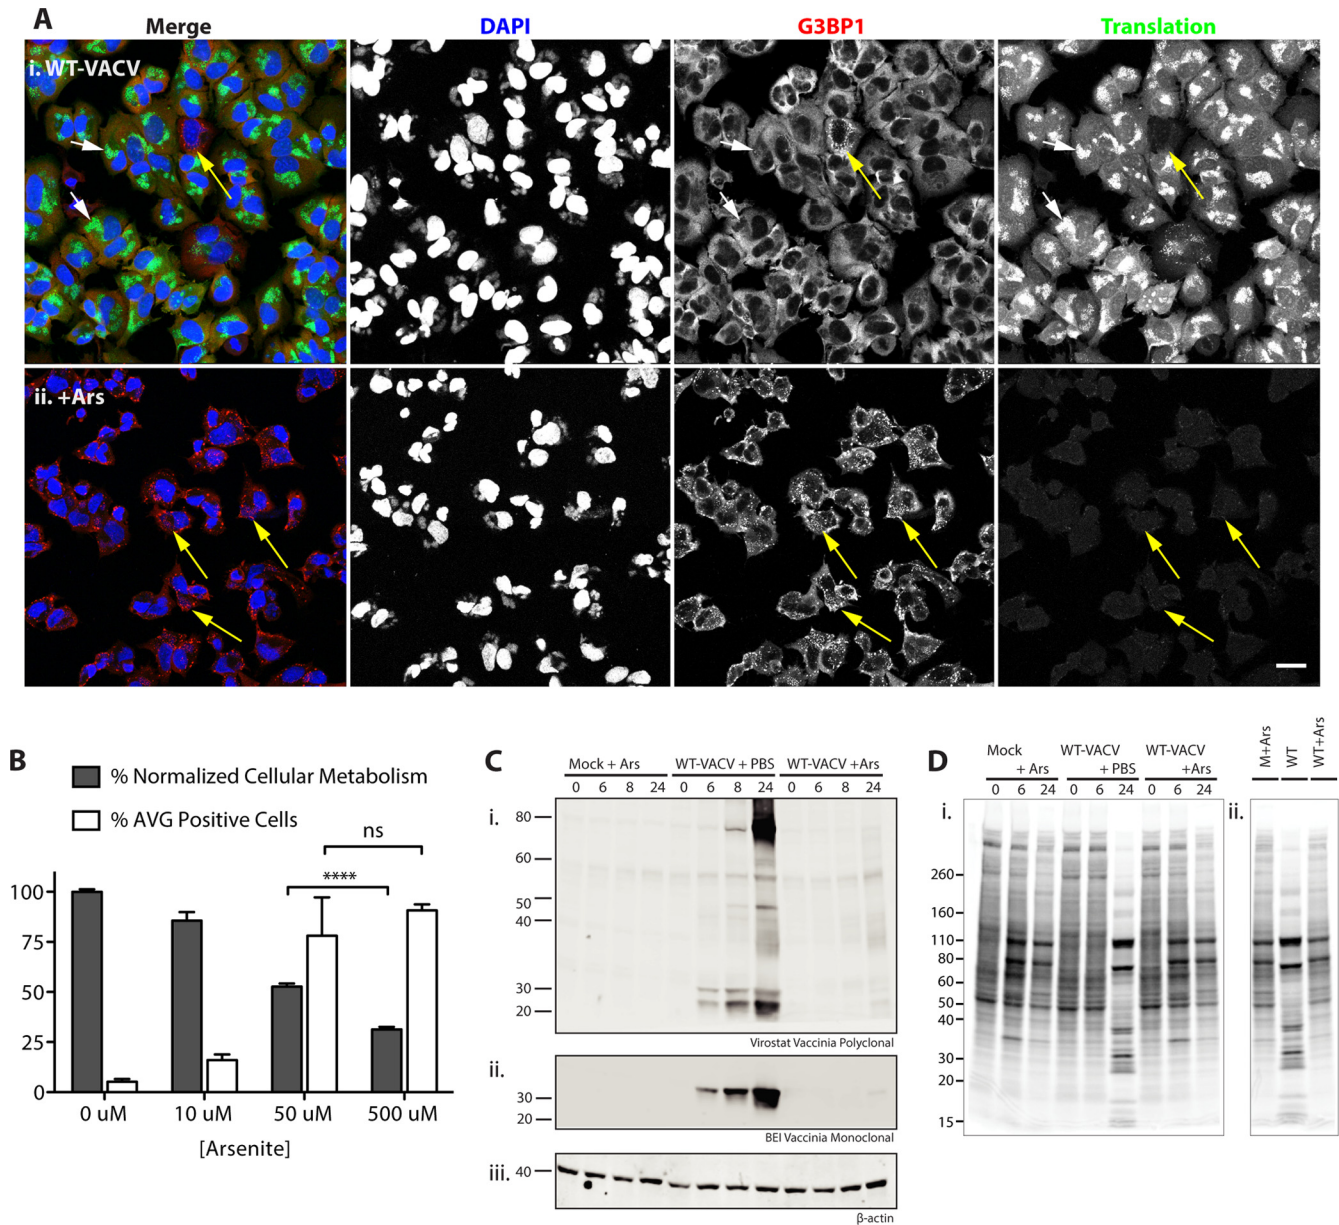 A
Merge
DAPI
G3BP1
Translation
i. WT-VACV
ii. +Ars
B
% Normalized Cellular Metabolism
% AVG Positive Cells
ns
****
100
75
50
25
0
0 uM
10 uM
50 uM
500 uM
[Arsenite]
C
Mock + Ars
WT-VACV + PBS
WT-VACV +Ars
0 6 8 24 0 6 8 24 0 6 8 24
i.
80
60
50
40
30
20
Virostat Vaccinia Polyclonal
ii.
30
20
BEI Vaccinia Monoclonal
iii.
40
β-actin
D
Mock + Ars
WT-VACV + PBS
WT-VACV +Ars
0 6 24 0 6 24 0 6 24
i.
260
160
110
80
60
50
40
30
20
15
M+Ars
WT
WT+Ars
ii.